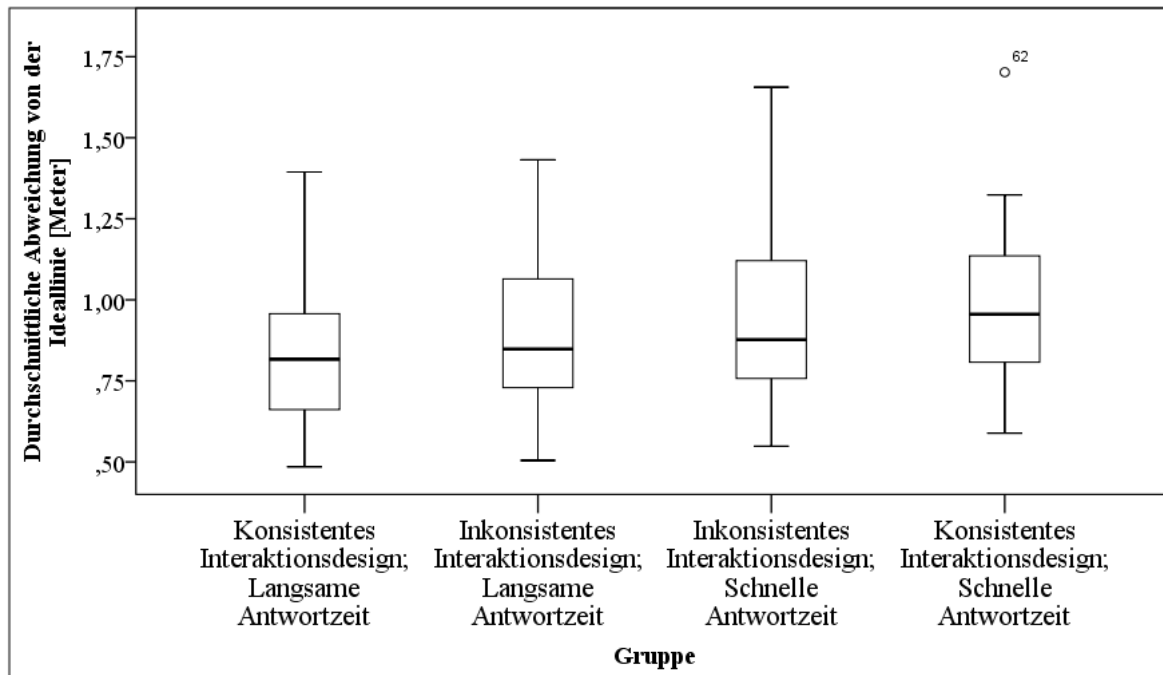 Durchschnittliche Abweichung von der
Ideallinie [Meter]
1,75
1,50
1,25
1,00
,75
,50
62
Konsistentes
Interaktionsdesign;
Langsame
Antwortzeit
Inkonsistentes
Interaktionsdesign;
Langsame
Antwortzeit
Inkonsistentes
Interaktionsdesign;
Schnelle
Antwortzeit
Konsistentes
Interaktionsdesign;
Schnelle
Antwortzeit
Gruppe